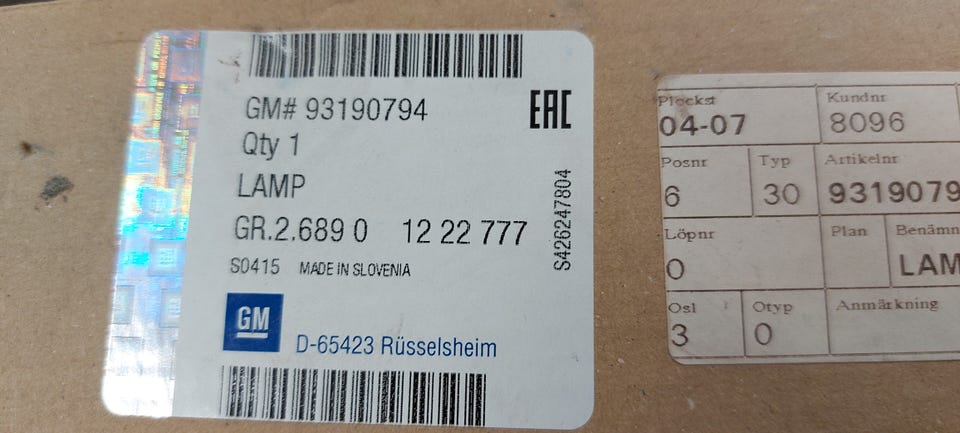 GM# 93190794
EAC
Qty 1
LAMP
GR.2.689 0 12 22 777
S0415 MADE IN SLOVENIA
S426247804
GM
D-65423 Rüsselsheim
Plockst Kundnr
04-07 8096
Posnr Typ Artikelnr
6 30 9319079
Löpnr Plan Benämn
0 LAM
Osl Otyp Anmärkning
3 0